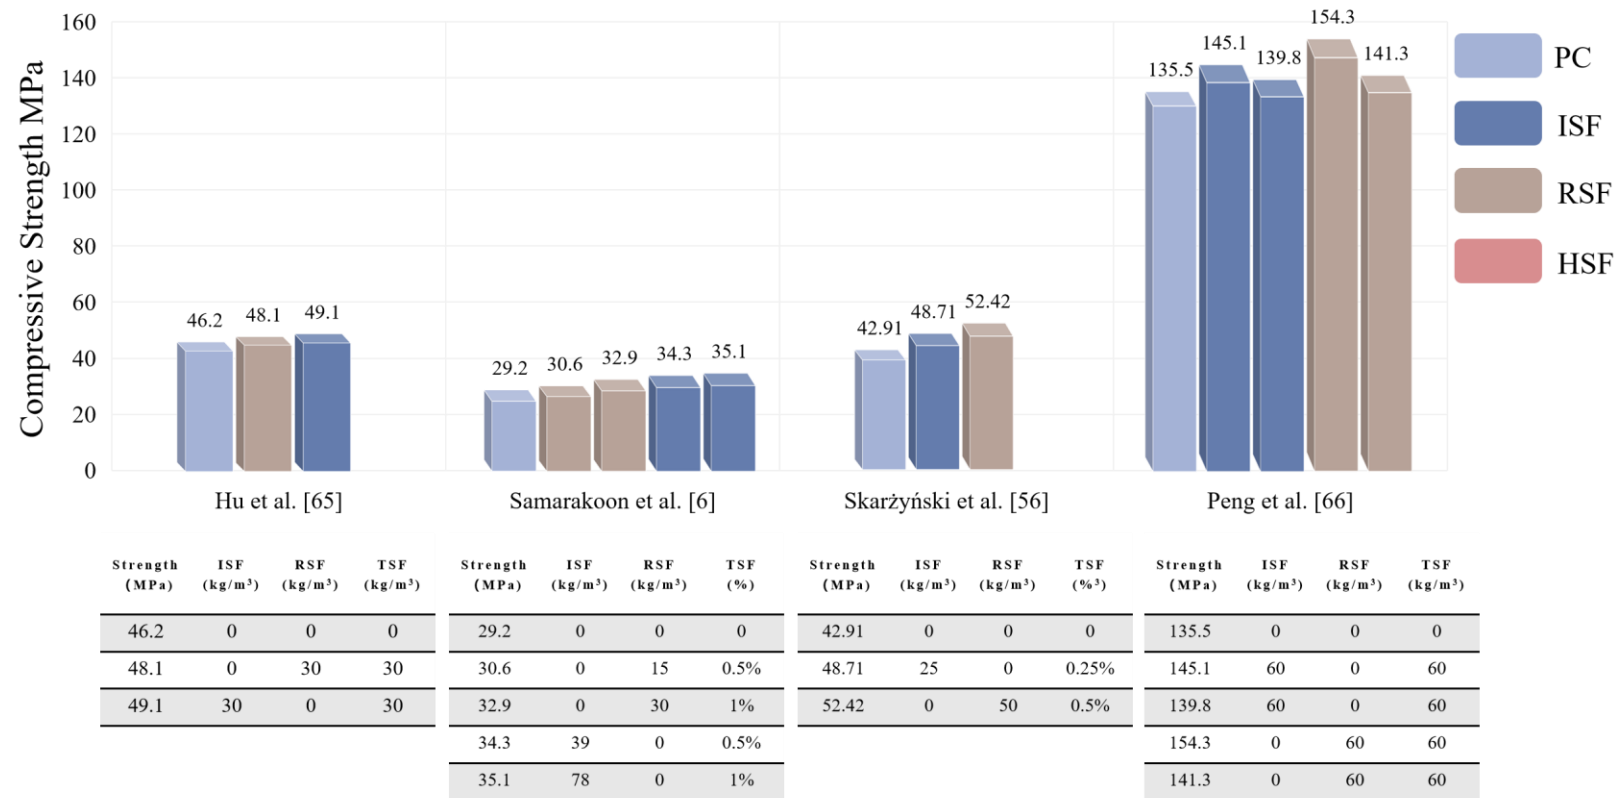 Compressive Strength MPa
160
140
120
100
80
60
40
20
0
46.2
48.1
49.1
29.2
30.6
32.9
34.3
35.1
42.91
48.71
52.42
135.5
145.1
139.8
154.3
141.3
PC
ISF
RSF
HSF
Hu et al. [65]
Samarakoon et al. [6]
Skarżyński et al. [56]
Peng et al. [66]
Strength ISF RSF TSF
(MPa) (kg/m³) (kg/m³) (kg/m³)
46.2 0 0 0
48.1 0 30 30
49.1 30 0 30
Strength ISF RSF TSF
(MPa) (kg/m³) (kg/m³) (%)
29.2 0 0 0
30.6 0 15 0.5%
32.9 0 30 1%
34.3 39 0 0.5%
35.1 78 0 1%
Strength ISF RSF TSF
(MPa) (kg/m³) (kg/m³) (%³)
42.91 0 0 0
48.71 25 0 0.25%
52.42 0 50 0.5%
Strength ISF RSF TSF
(MPa) (kg/m³) (kg/m³) (kg/m³)
135.5 0 0 0
145.1 60 0 60
139.8 60 0 60
154.3 0 60 60
141.3 0 60 60